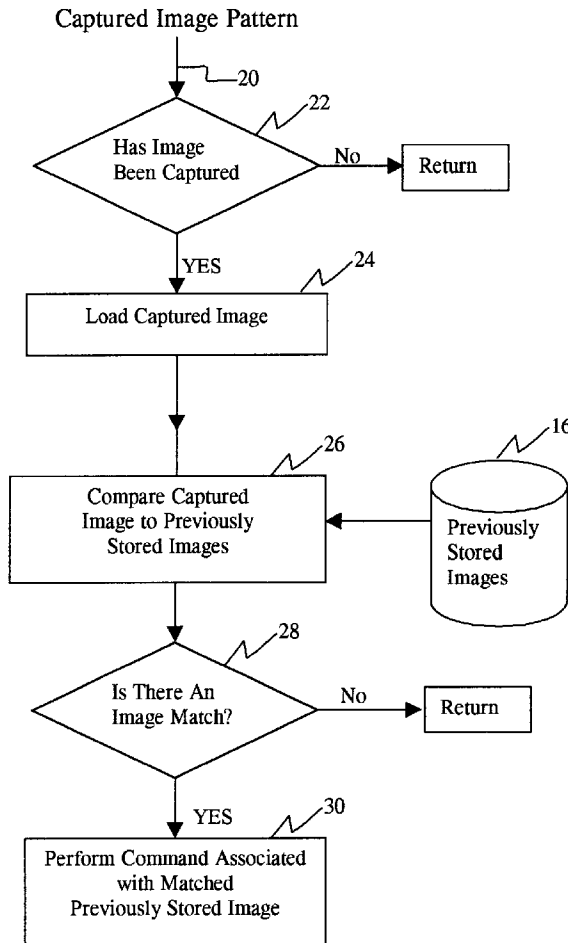 Captured Image Pattern
20
22
Has Image
Been Captured
No
Return
YES
24
Load Captured Image
26
16
Compare Captured
Image to Previously
Stored Images
Previously
Stored
Images
28
Is There An
Image Match?
No
Return
YES
30
Perform Command Associated
with Matched
Previously Stored Image